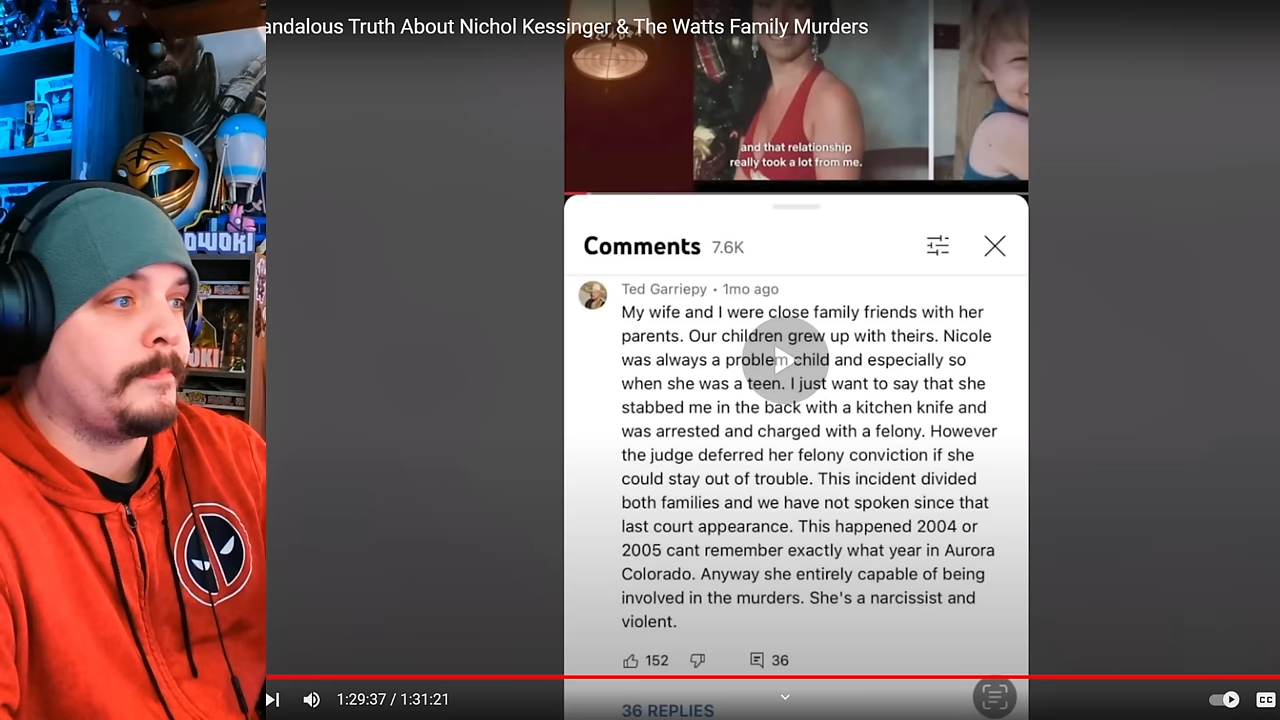 andalous Truth About Nichol Kessinger & The Watts Family Murders
and that relationship
really took a lot from me.
Comments 7.6K
Ted Garriepy • 1mo ago
My wife and I were close family friends with her
parents. Our children grew up with theirs. Nicole
was always a problem child and especially so
when she was a teen. I just want to say that she
stabbed me in the back with a kitchen knife and
was arrested and charged with a felony. However
the judge deferred her felony conviction if she
could stay out of trouble. This incident divided
both families and we have not spoken since that
last court appearance. This happened 2004 or
2005 cant remember exactly what year in Aurora
Colorado. Anyway she entirely capable of being
involved in the murders. She's a narcissist and
violent.
152 36
36 REPLIES
1:29:37 / 1:31:21
CC
OWOKI
OKI